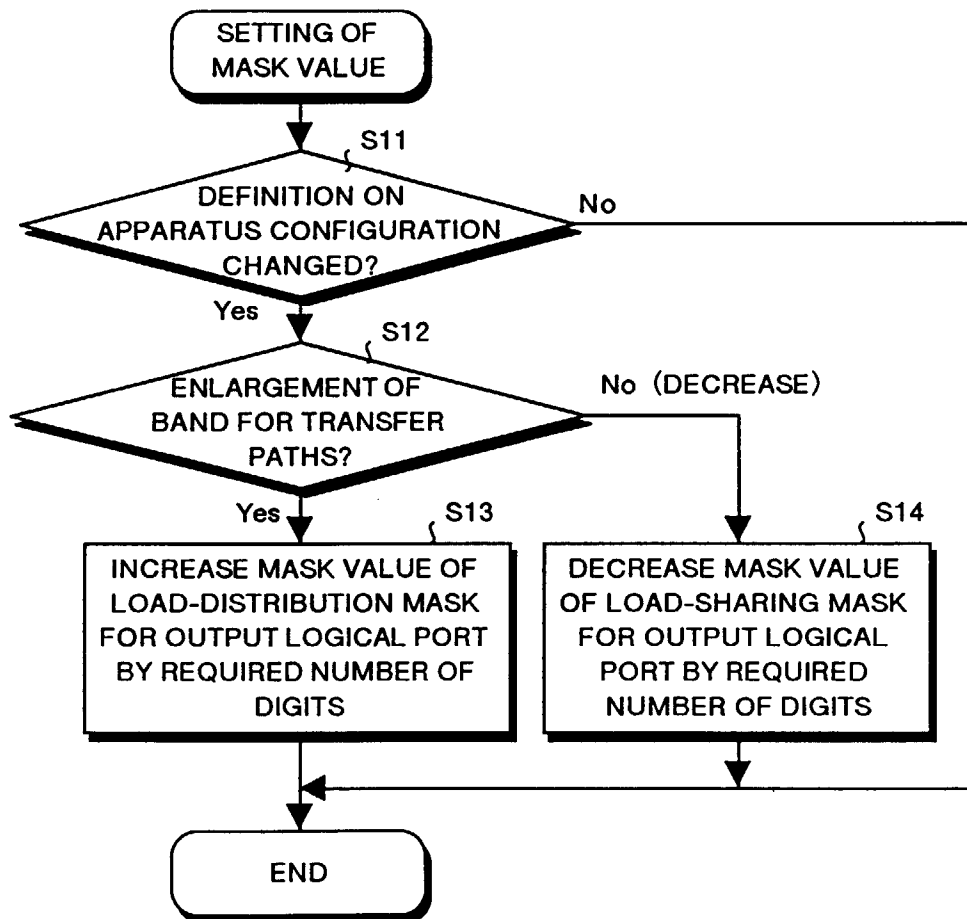 SETTING OF
MASK VALUE
S11
DEFINITION ON
APPARATUS CONFIGURATION
CHANGED?
No
Yes
S12
ENLARGEMENT OF
BAND FOR TRANSFER
PATHS?
No (DECREASE)
Yes
S13
INCREASE MASK VALUE OF
LOAD-DISTRIBUTION MASK
FOR OUTPUT LOGICAL PORT
BY REQUIRED NUMBER OF
DIGITS
S14
DECREASE MASK VALUE
OF LOAD-SHARING MASK
FOR OUTPUT LOGICAL
PORT BY REQUIRED
NUMBER OF DIGITS
END